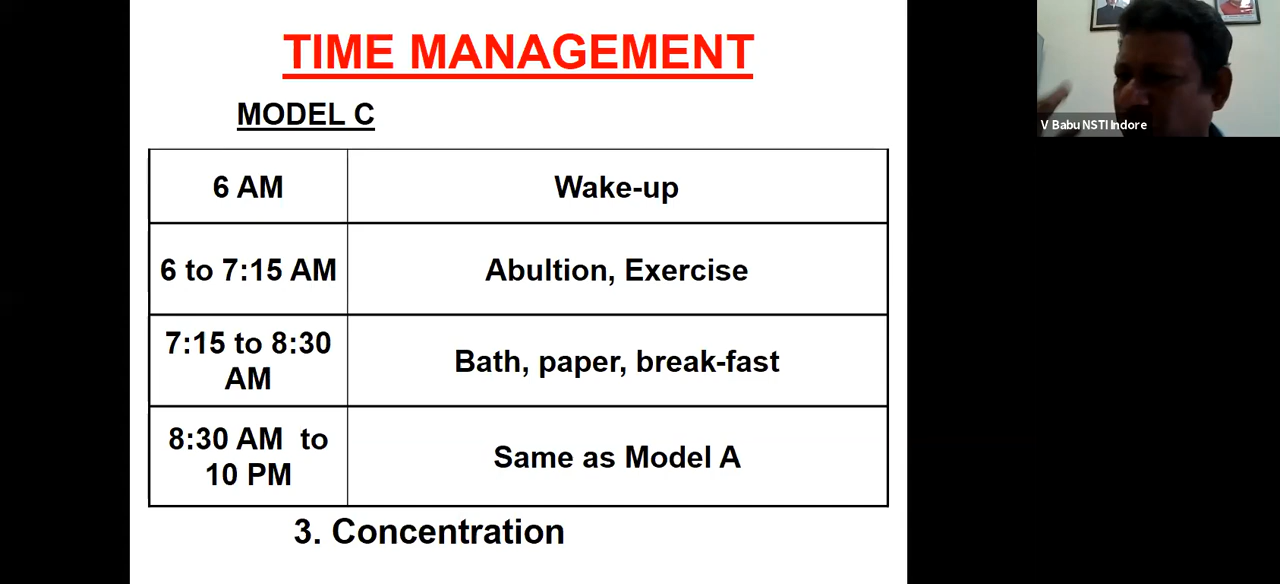 TIME MANAGEMENT
MODEL C
6 AM
Wake-up
6 to 7:15 AM
Abultion, Exercise
7:15 to 8:30
AM
Bath, paper, break-fast
8:30 AM to
10 PM
Same as Model A
3. Concentration
V Babu NSTI Indore